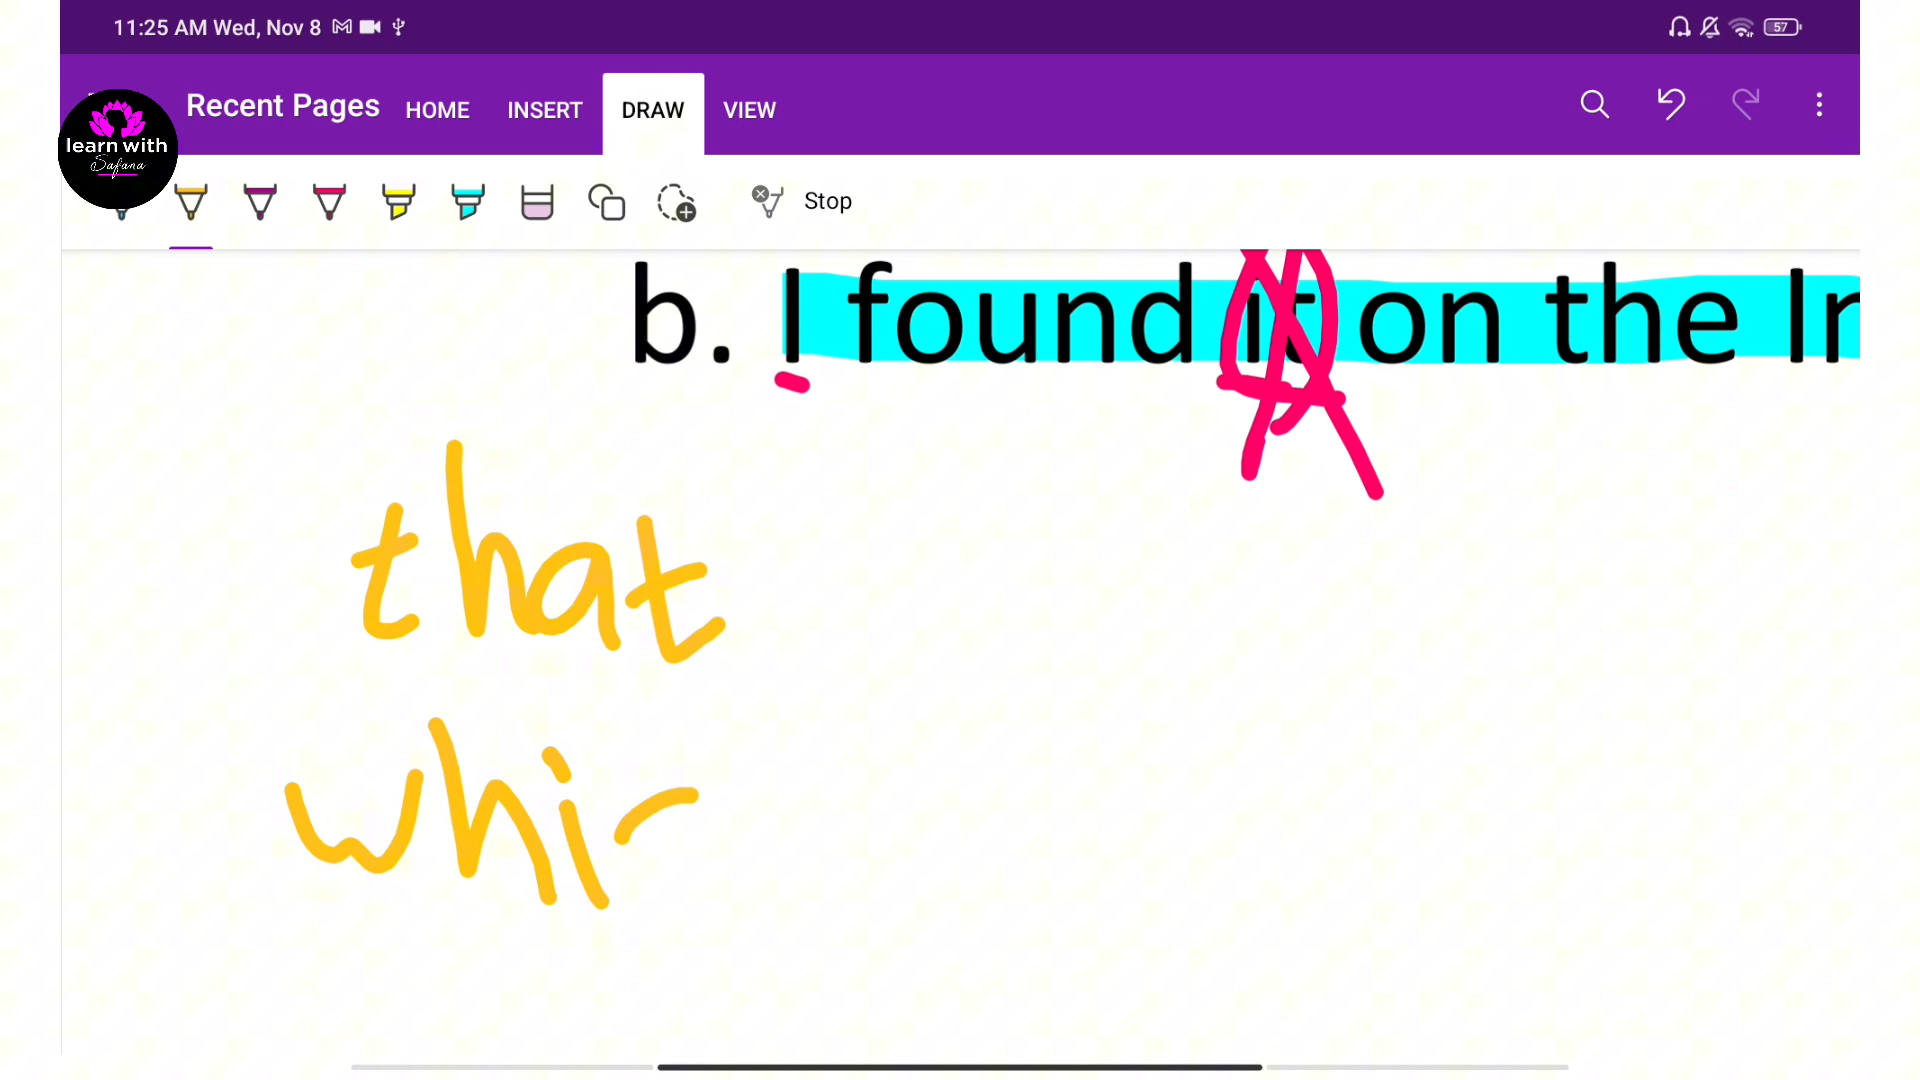 11:25 AM Wed, Nov 8
57
Recent Pages HOME INSERT DRAW VIEW
learn with
Safana
Stop
b. I found it on the In
that
whi